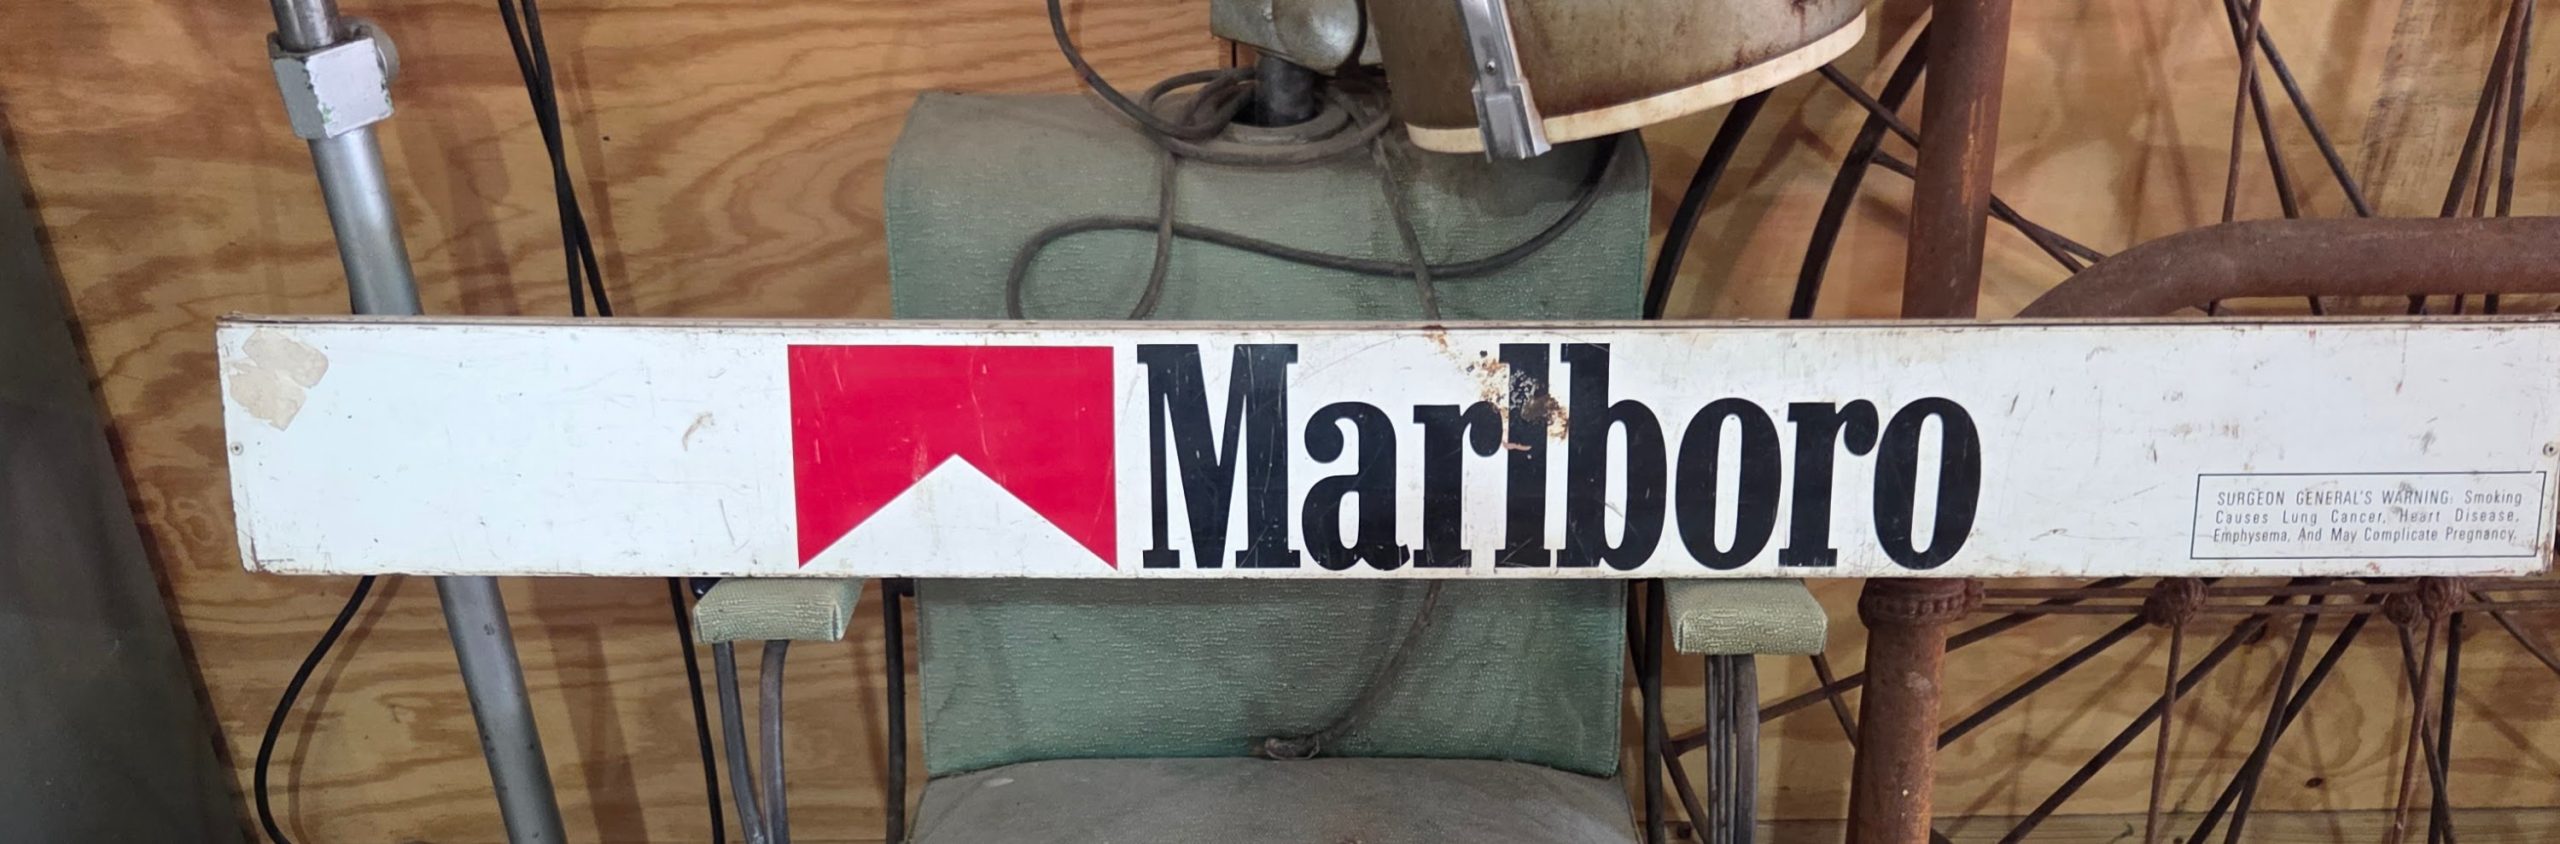 Marlboro
SURGEON GENERAL'S WARNING: Smoking
Causes Lung Cancer, Heart Disease,
Emphysema, And May Complicate Pregnancy.